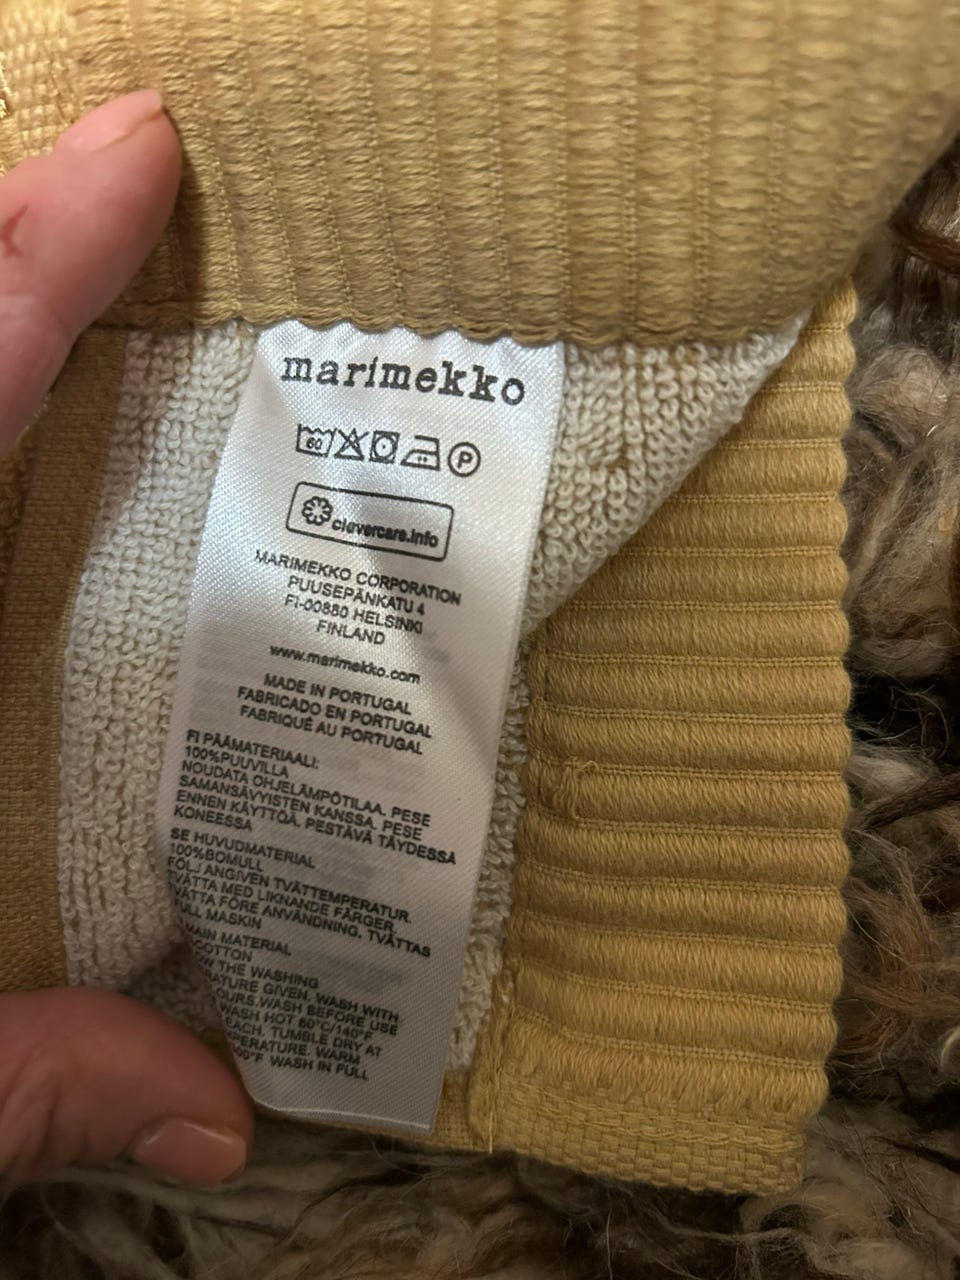 marimekko
60 P
clevercare.info
MARIMEKKO CORPORATION
PUUSEPÄNKATU 4
FI-00880 HELSINKI
FINLAND
www.marimekko.com
MADE IN PORTUGAL
FABRICADO EN PORTUGAL
FABRIQUÉ AU PORTUGAL
FI PÄÄMATERIAALI:
100%PUUVILLA
NOUDATA OHJELÄMPÖTILAA. PESE
SAMANSÄVYISTEN KANSSA. PESE
ENNEN KÄYTTÖÄ. PESTÄVÄ TÄYDESSÄ
KONEESSA
SE HUVUDMATERIAL
100%BOMULL
FÖLJ ANGIVEN TVÄTTEMPERATUR.
TVÄTTA MED LIKNANDE FÄRGER.
TVÄTTA FÖRE ANVÄNDNING. TVÄTTAS
FULL MASKIN
MAIN MATERIAL
COTTON
THE WASHING
GIVEN. WASH WITH
WASH BEFORE USE
WASH HOT 60°C/140°F
TUMBLE DRY AT
WARM
WASH IN FULL